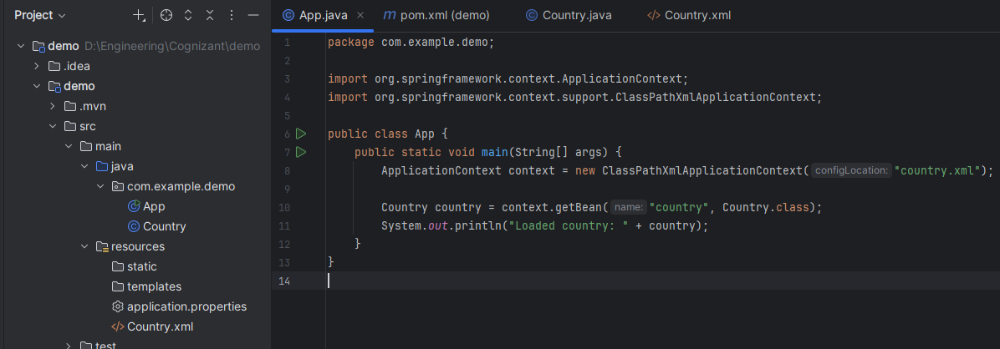 Project
demo D:\Engineering\Cognizant\demo
.idea
demo
.mvn
src
main
java
com.example.demo
App
Country
resources
static
templates
application.properties
Country.xml
test
App.java
pom.xml (demo)
Country.java
Country.xml
1 package com.example.demo;
2
3 import org.springframework.context.ApplicationContext;
4 import org.springframework.context.support.ClassPathXmlApplicationContext;
5
6 public class App {
7 public static void main(String[] args) {
8 ApplicationContext context = new ClassPathXmlApplicationContext( configLocation: "country.xml");
9
10 Country country = context.getBean( name: "country", Country.class);
11 System.out.println("Loaded country: " + country);
12 }
13 }
14